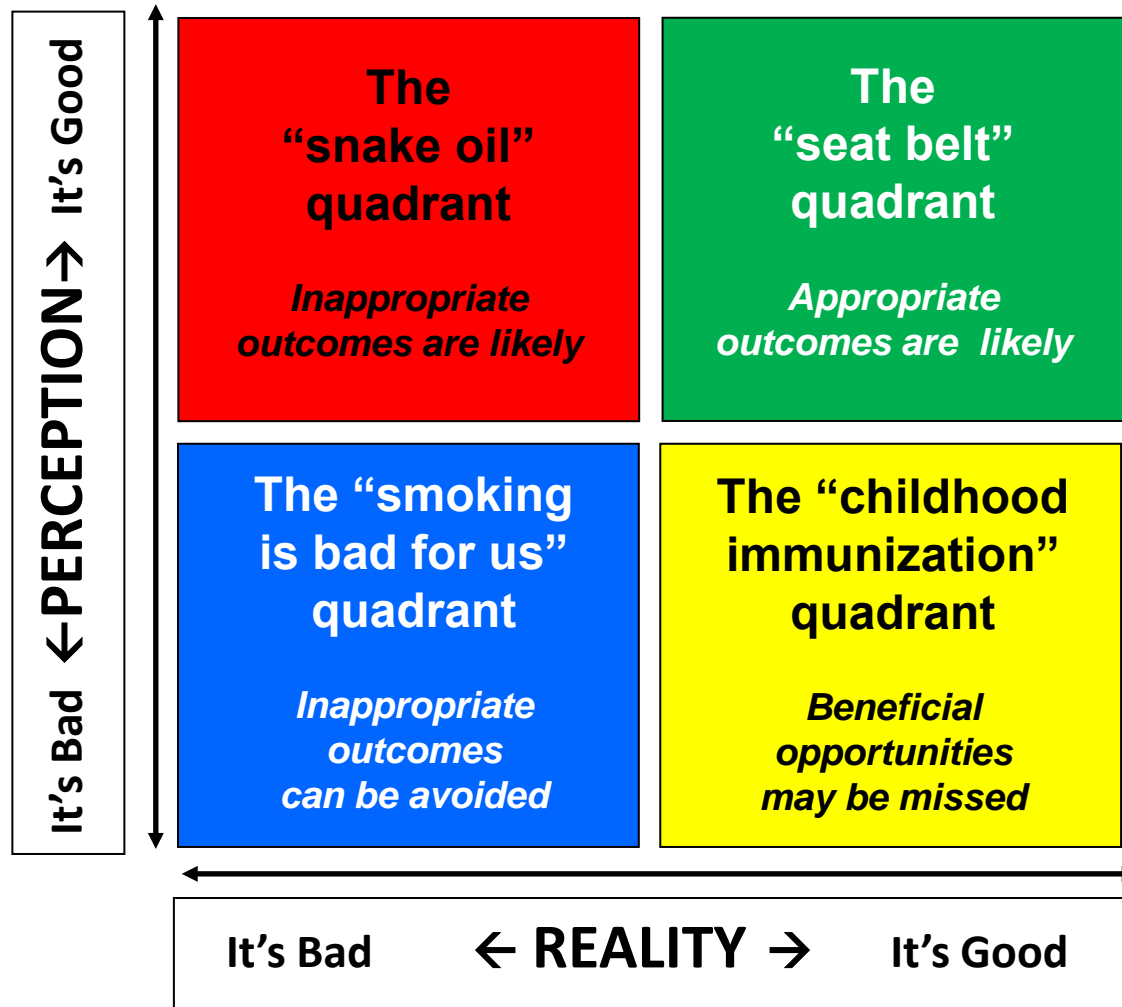 The
“snake oil”
quadrant
Inappropriate
outcomes are likely
The
“seat belt”
quadrant
Appropriate
outcomes are  likely
The “smoking
is bad for us”
quadrant
Inappropriate
outcomes
can be avoided
The “childhood
immunization”
quadrant
Beneficial
opportunities
may be missed
It’s Bad ←PERCEPTION→ It’s Good
It’s Bad ← REALITY → It’s Good